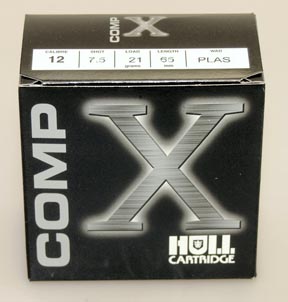 COMP X
CALIBRE SHOT LOAD LENGTH WAD
12 7.5 21 65 PLAS
grams mm
COMP X
HULL
CARTRIDGE